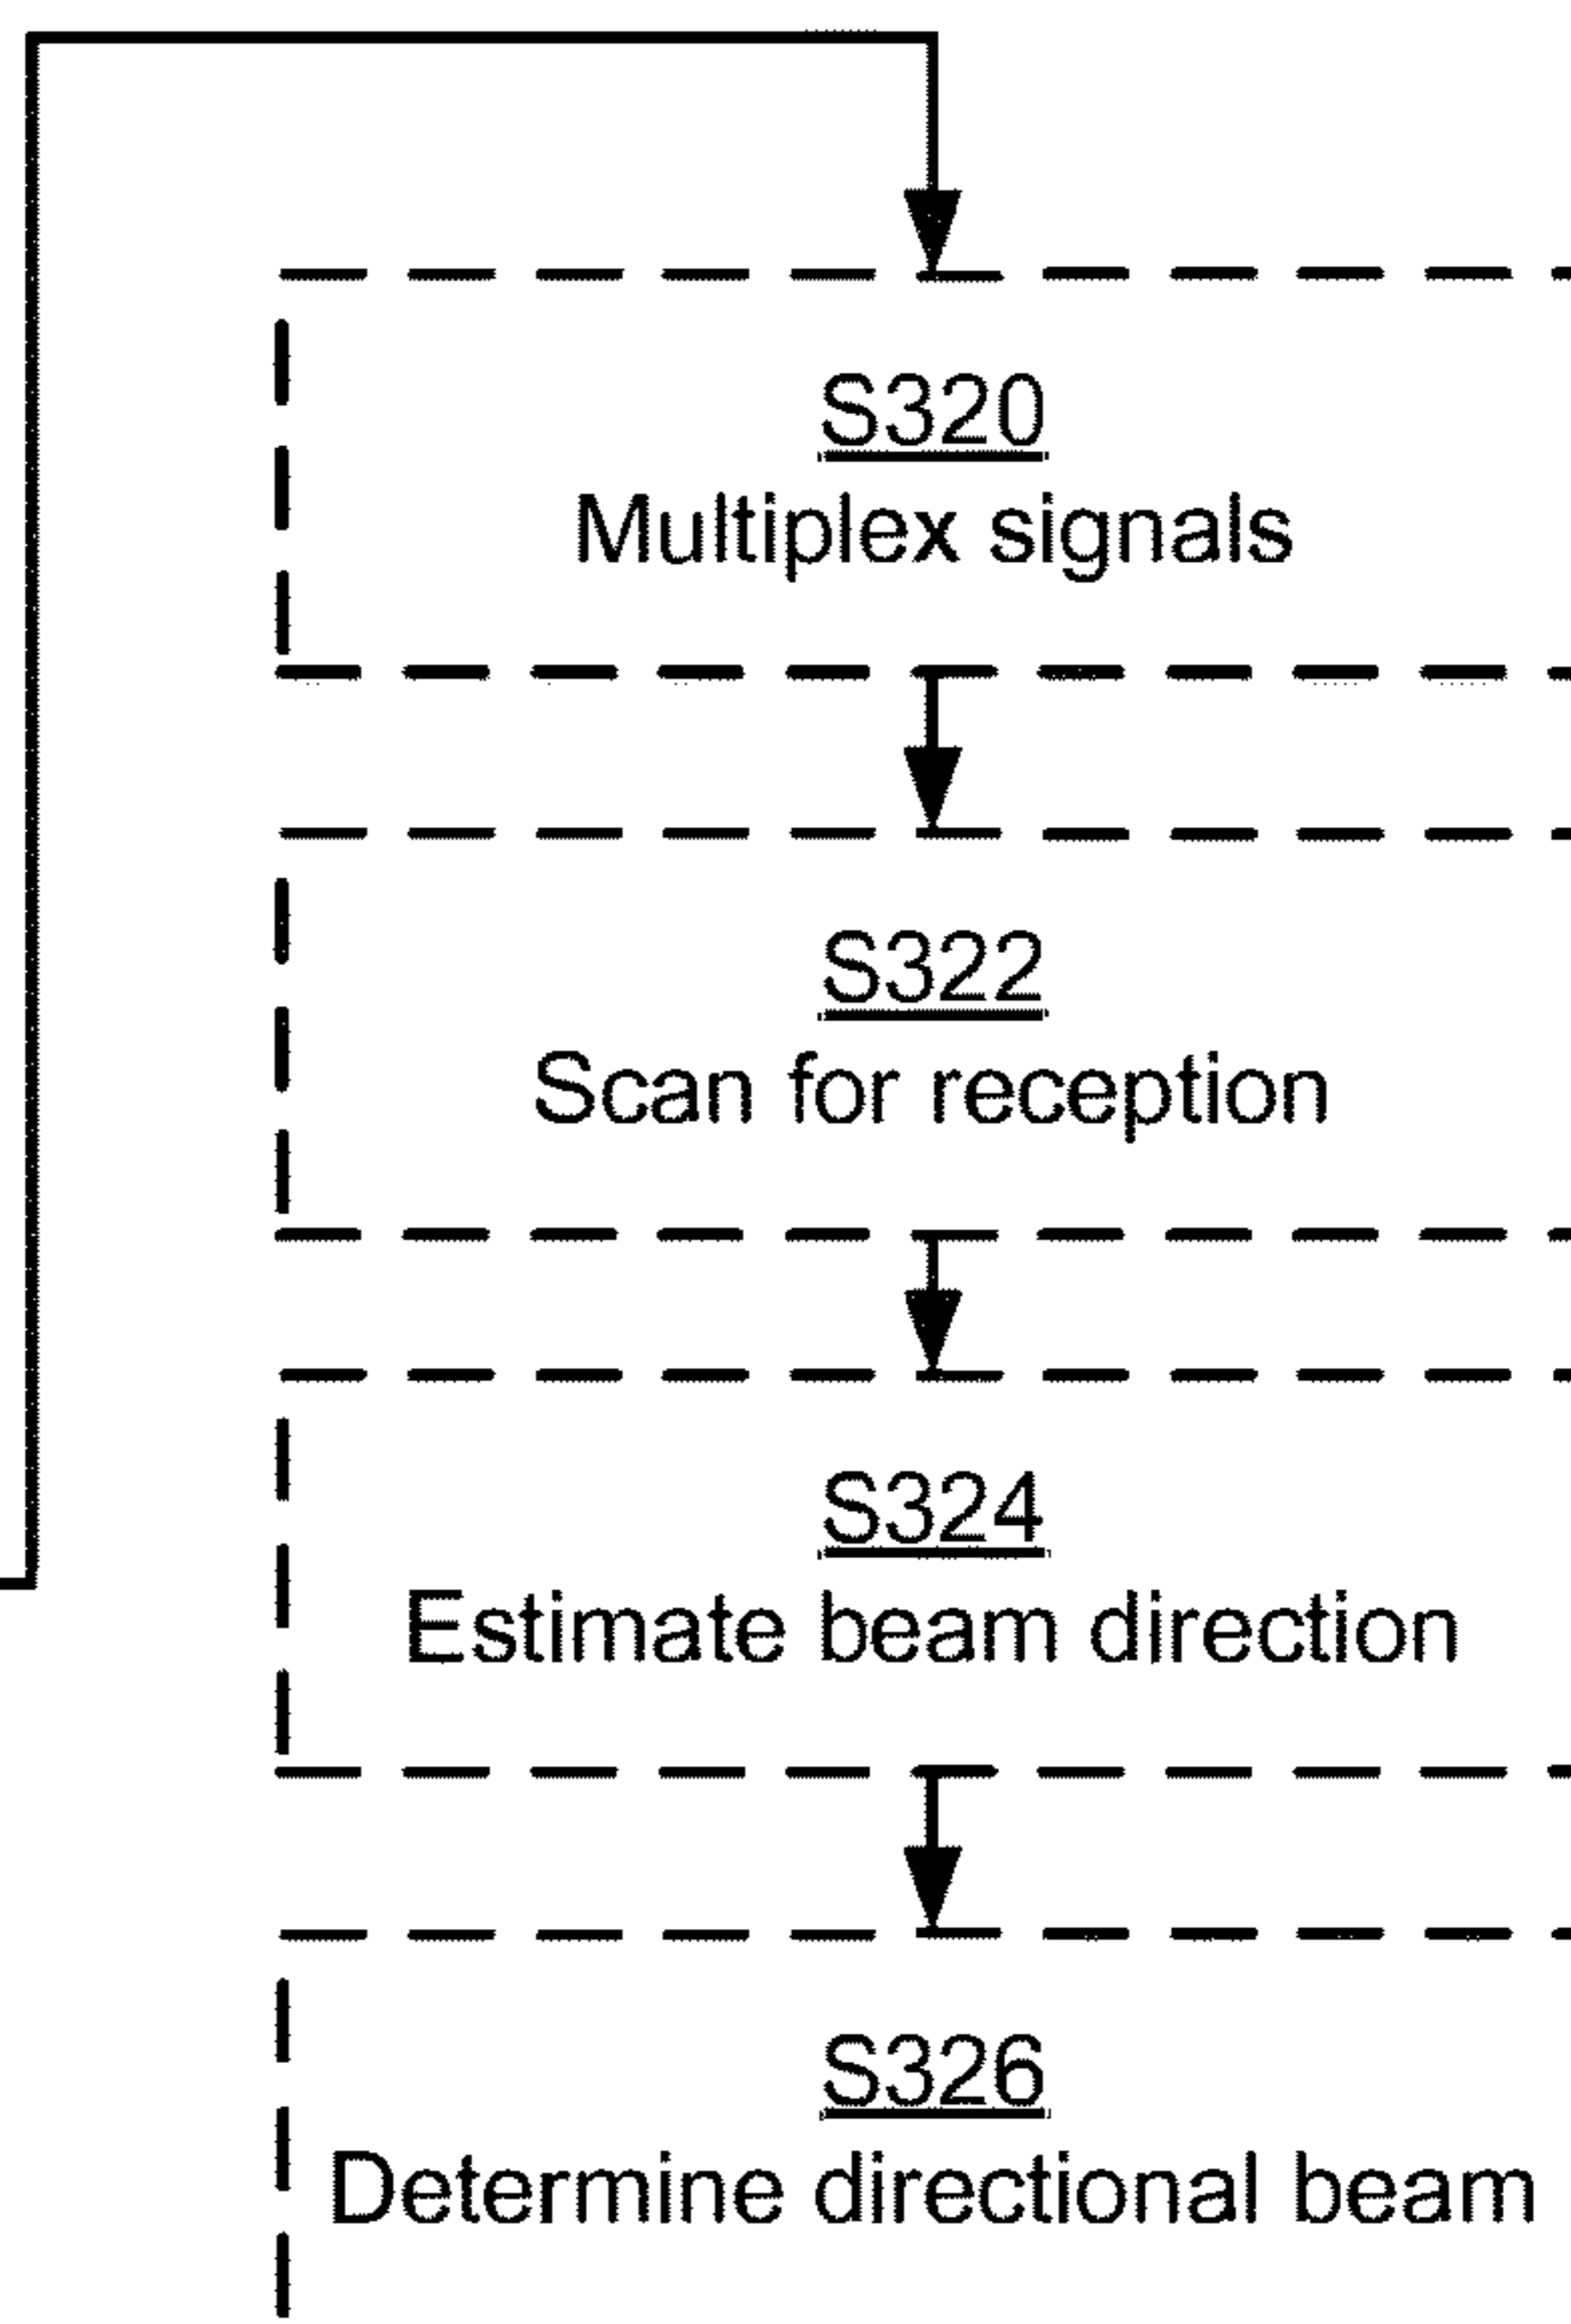 S320
Multiplex signals
S322
Scan for reception
S324
Estimate beam direction
S326
Determine directional beam